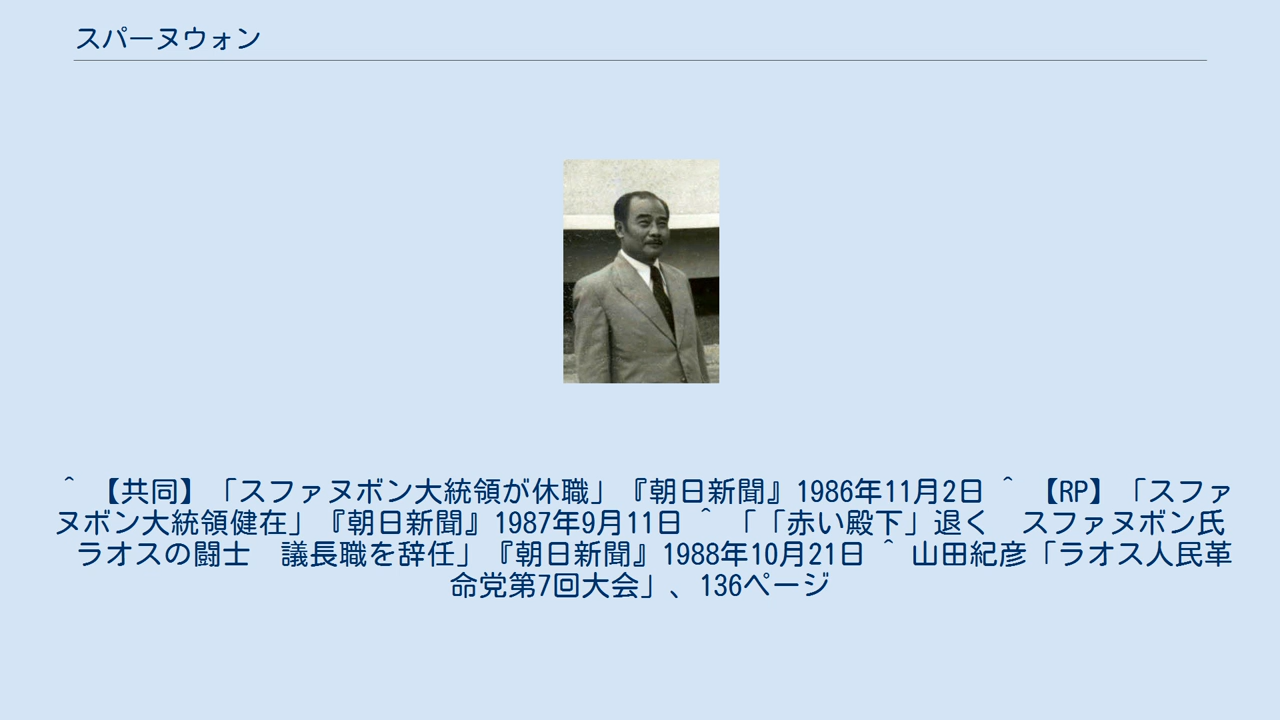 スパーヌウォン
^ 【共同】「スファヌボン大統領が休職」『朝日新聞』1986年11月2日 ^ 【RP】「スファ
ヌボン大統領健在」『朝日新聞』1987年9月11日 ^ 「「赤い殿下」退く　スファヌボン氏
ラオスの闘士　議長職を辞任」『朝日新聞』1988年10月21日 ^ 山田紀彦「ラオス人民革
命党第7回大会」、136ページ